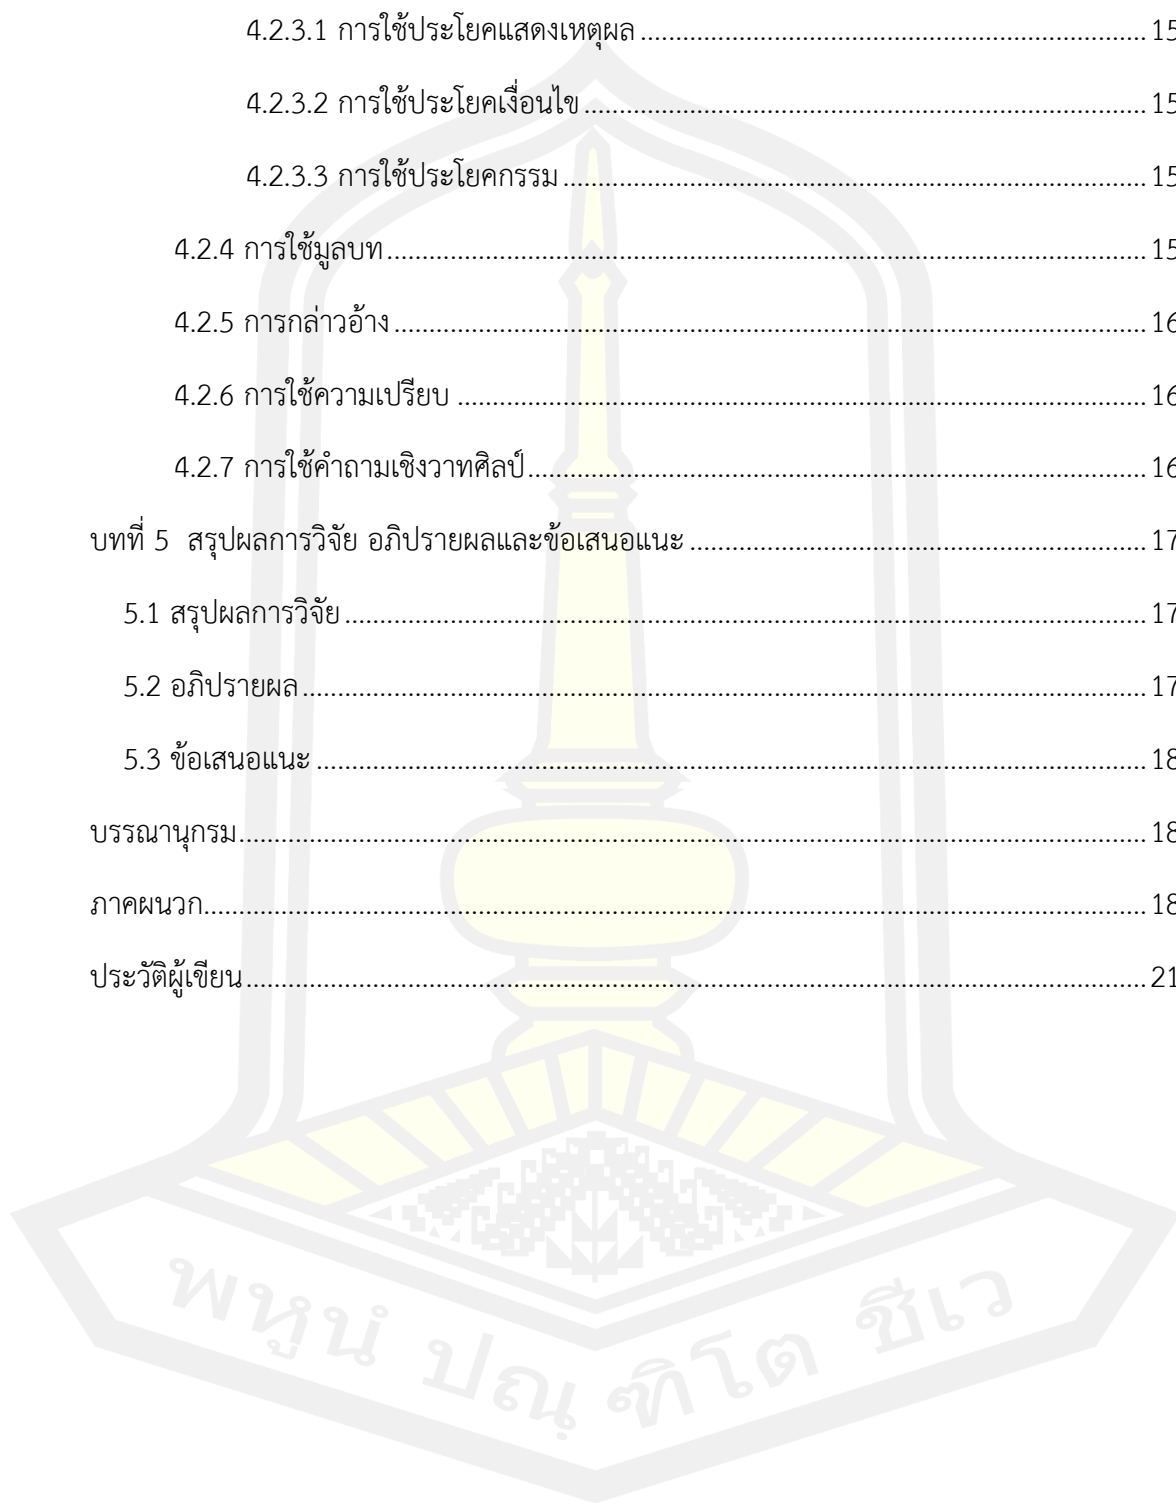 4.2.3.1 การใช้ประโยคแสดงเหตุผล ........................................................................ 15
4.2.3.2 การใช้ประโยคเงื่อนไข ................................................................................ 15
4.2.3.3 การใช้ประโยคกรรม ................................................................................... 15
4.2.4 การใช้มูลบท ............................................................................................................ 15
4.2.5 การกล่าวอ้าง ........................................................................................................... 16
4.2.6 การใช้ความเปรียบ .................................................................................................. 16
4.2.7 การใช้คำถามเชิงวาทศิลป์ ........................................................................................ 16
บทที่ 5 สรุปผลการวิจัย อภิปรายผลและข้อเสนอแนะ ................................................................. 17
5.1 สรุปผลการวิจัย ................................................................................................................ 17
5.2 อภิปรายผล ..................................................................................................................... 17
5.3 ข้อเสนอแนะ .................................................................................................................... 18
บรรณานุกรม ............................................................................................................................. 18
ภาคผนวก .................................................................................................................................. 18
ประวัติผู้เขียน ............................................................................................................................ 21
พหูนํ ปณฺฑิโต ชีเว